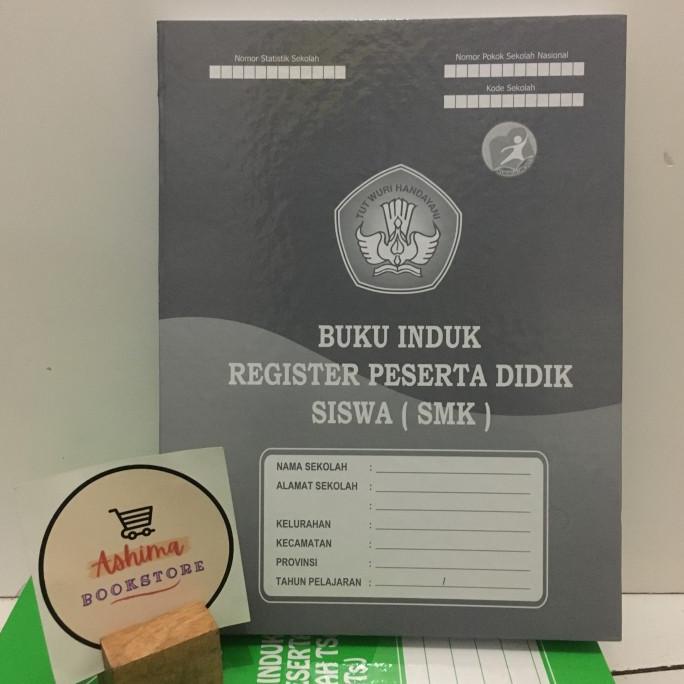 Nomor Statistik Sekolah
Nomor Pokok Sekolah Nasional
Kode Sekolah
TUT WURI HANDAYANI
BUKU INDUK
REGISTER PESERTA DIDIK
SISWA ( SMK )
NAMA SEKOLAH :
ALAMAT SEKOLAH :
:
KELURAHAN :
KECAMATAN :
PROVINSI :
TAHUN PELAJARAN : /
Ashima
BOOKSTORE